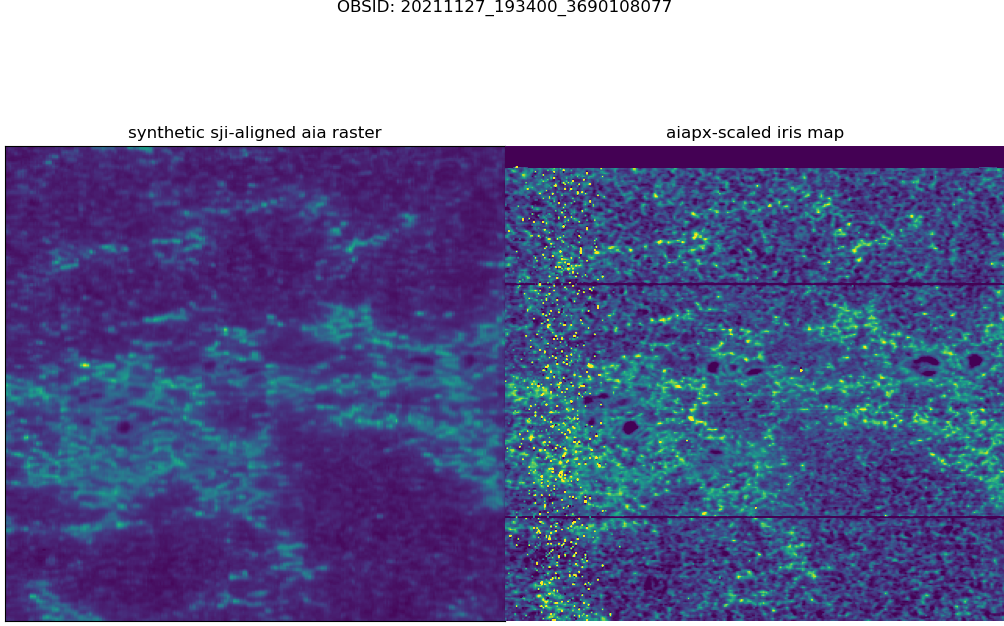 OBSID: 20211127_193400_3690108077
synthetic sji-aligned aia raster
aiapx-scaled iris map